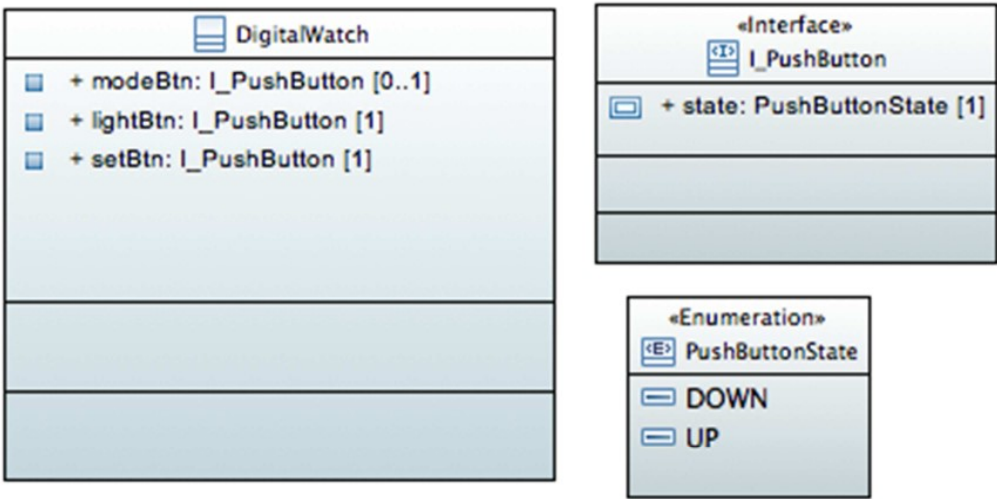 DigitalWatch
+ modeBtn: I_PushButton [0..1]
+ lightBtn: I_PushButton [1]
+ setBtn: I_PushButton [1]
«Interface»
<I> I_PushButton
+ state: PushButtonState [1]
«Enumeration»
<E> PushButtonState
DOWN
UP